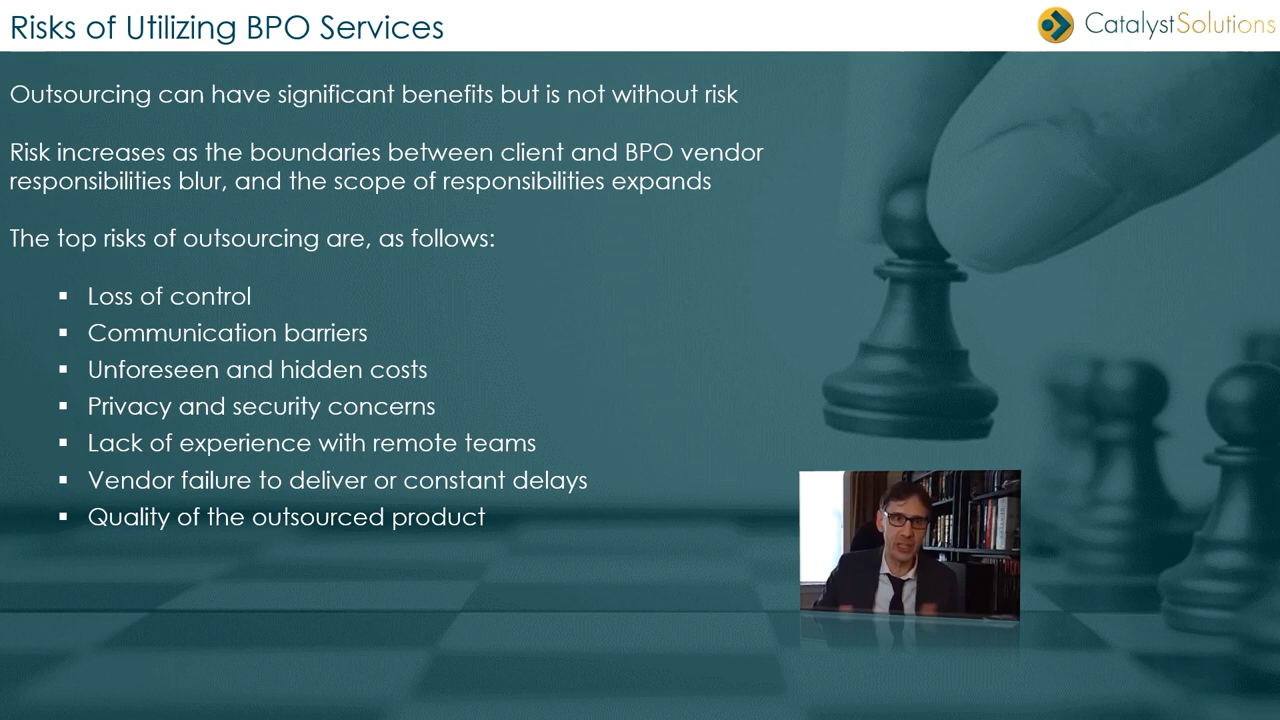 Risks of Utilizing BPO Services
CatalystSolutions
Outsourcing can have significant benefits but is not without risk
Risk increases as the boundaries between client and BPO vendor
responsibilities blur, and the scope of responsibilities expands
The top risks of outsourcing are, as follows:
▪ Loss of control
▪ Communication barriers
▪ Unforeseen and hidden costs
▪ Privacy and security concerns
▪ Lack of experience with remote teams
▪ Vendor failure to deliver or constant delays
▪ Quality of the outsourced product